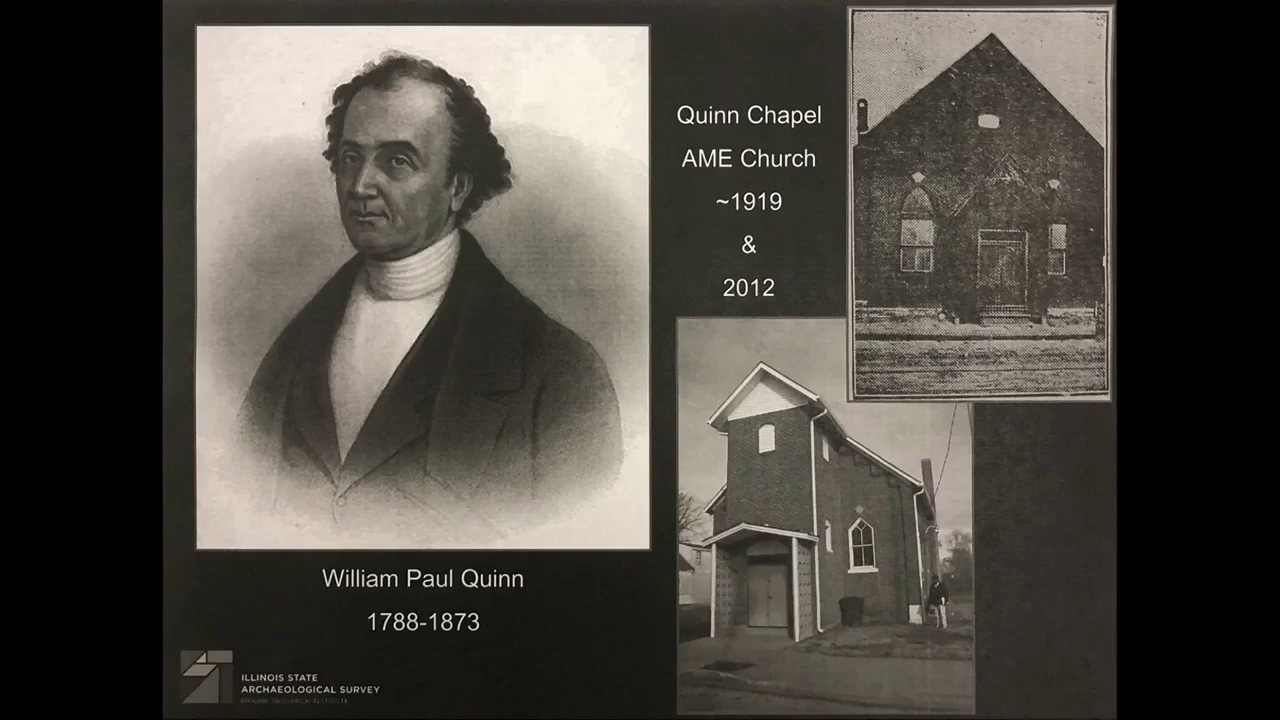 Quinn Chapel
AME Church
~1919
&
2012
William Paul Quinn
1788-1873
ILLINOIS STATE
ARCHAEOLOGICAL SURVEY